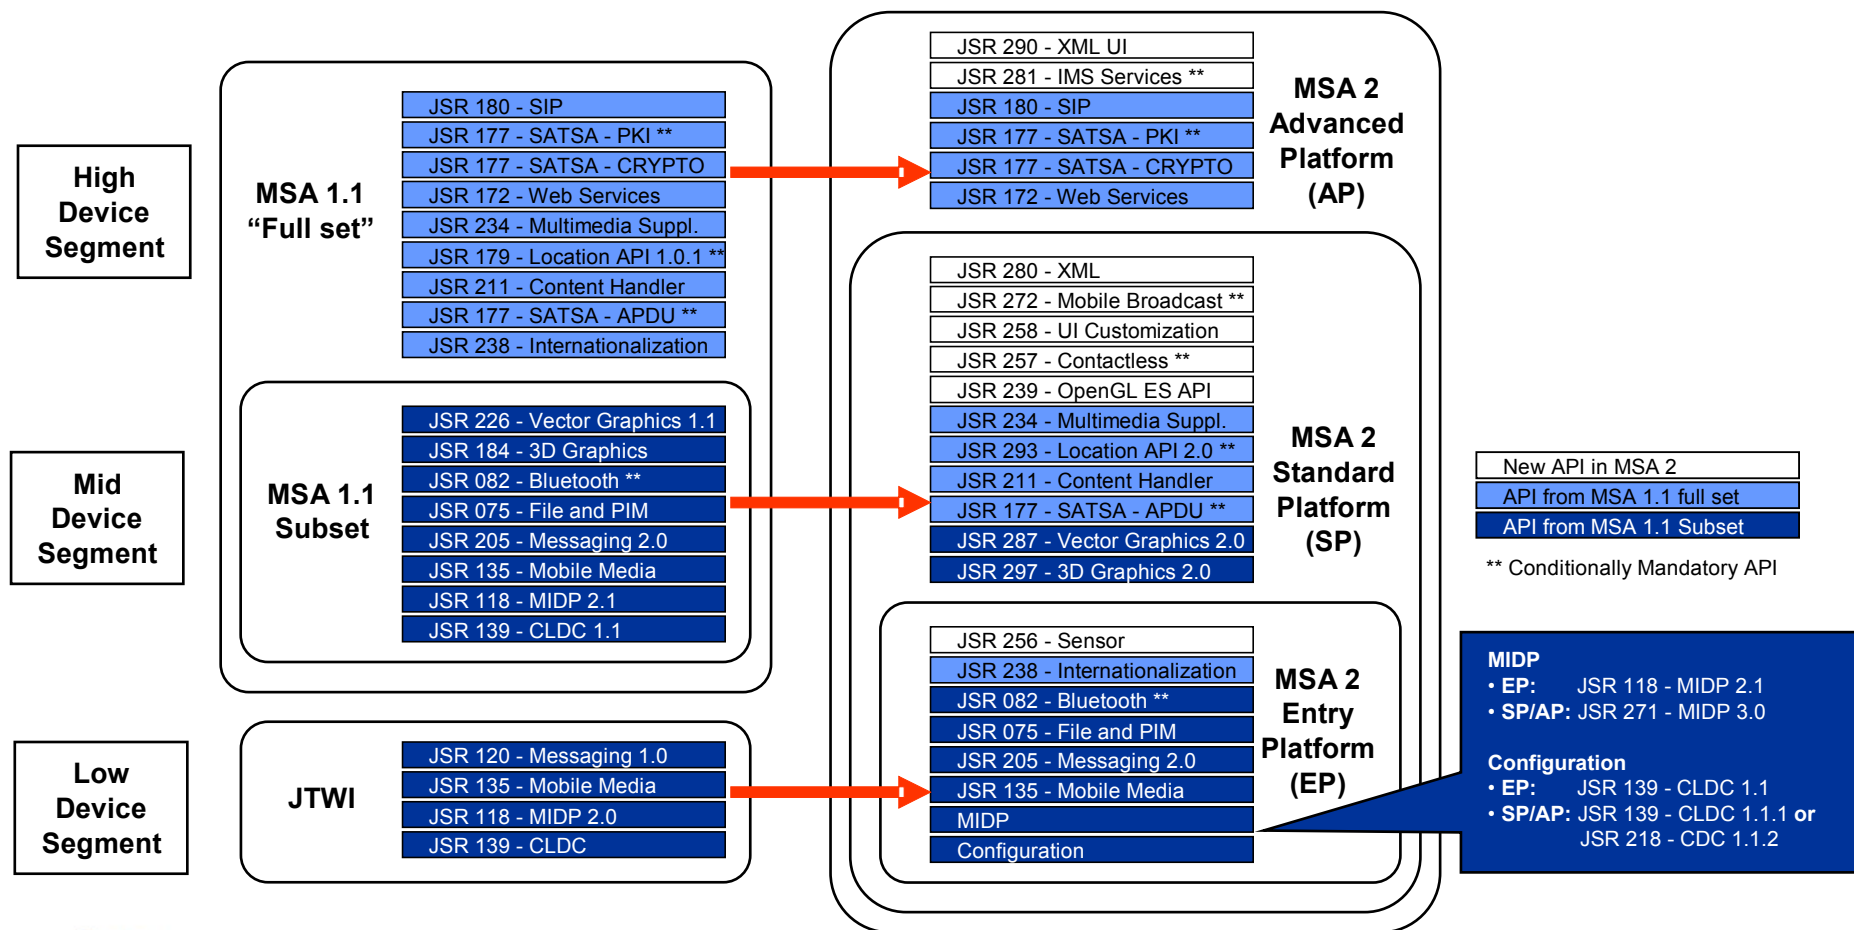 High
Device
Segment
MSA 1.1
“Full set”
JSR 180 - SIP
JSR 177 - SATSA - PKI **
JSR 177 - SATSA - CRYPTO
JSR 172 - Web Services
JSR 234 - Multimedia Suppl.
JSR 179 - Location API 1.0.1 **
JSR 211 - Content Handler
JSR 177 - SATSA - APDU **
JSR 238 - Internationalization
Mid
Device
Segment
MSA 1.1
Subset
JSR 226 - Vector Graphics 1.1
JSR 184 - 3D Graphics
JSR 082 - Bluetooth **
JSR 075 - File and PIM
JSR 205 - Messaging 2.0
JSR 135 - Mobile Media
JSR 118 - MIDP 2.1
JSR 139 - CLDC 1.1
Low
Device
Segment
JTWI
JSR 120 - Messaging 1.0
JSR 135 - Mobile Media
JSR 118 - MIDP 2.0
JSR 139 - CLDC
JSR 290 - XML UI
JSR 281 - IMS Services **
JSR 180 - SIP
JSR 177 - SATSA - PKI **
JSR 177 - SATSA - CRYPTO
JSR 172 - Web Services
MSA 2
Advanced
Platform
(AP)
JSR 280 - XML
JSR 272 - Mobile Broadcast **
JSR 258 - UI Customization
JSR 257 - Contactless **
JSR 239 - OpenGL ES API
JSR 234 - Multimedia Suppl.
JSR 293 - Location API 2.0 **
JSR 211 - Content Handler
JSR 177 - SATSA - APDU **
JSR 287 - Vector Graphics 2.0
JSR 297 - 3D Graphics 2.0
MSA 2
Standard
Platform
(SP)
JSR 256 - Sensor
JSR 238 - Internationalization
JSR 082 - Bluetooth **
JSR 075 - File and PIM
JSR 205 - Messaging 2.0
JSR 135 - Mobile Media
MIDP
Configuration
MSA 2
Entry
Platform
(EP)
New API in MSA 2
API from MSA 1.1 full set
API from MSA 1.1 Subset
** Conditionally Mandatory API
MIDP
• EP: JSR 118 - MIDP 2.1
• SP/AP: JSR 271 - MIDP 3.0
Configuration
• EP: JSR 139 - CLDC 1.1
• SP/AP: JSR 139 - CLDC 1.1.1 or
JSR 218 - CDC 1.1.2